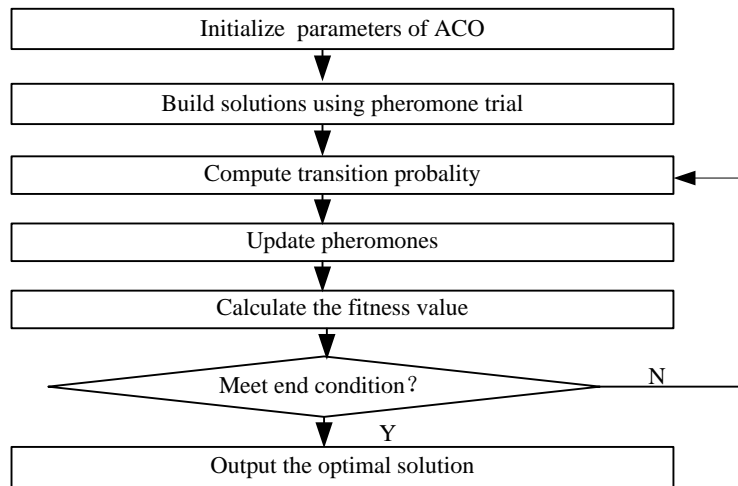 Initialize parameters of ACO
Build solutions using pheromone trial
Compute transition probality
Update pheromones
Calculate the fitness value
Meet end condition？
N
Y
Output the optimal solution